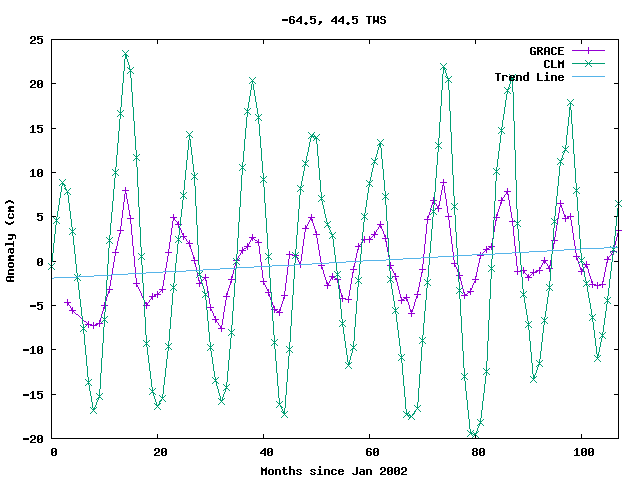 -64.5, 44.5 TWS
GRACE
CLM
Trend Line
25
20
15
10
5
0
-5
-10
-15
-20
Anomaly (cm)
0 20 40 60 80 100
Months since Jan 2002